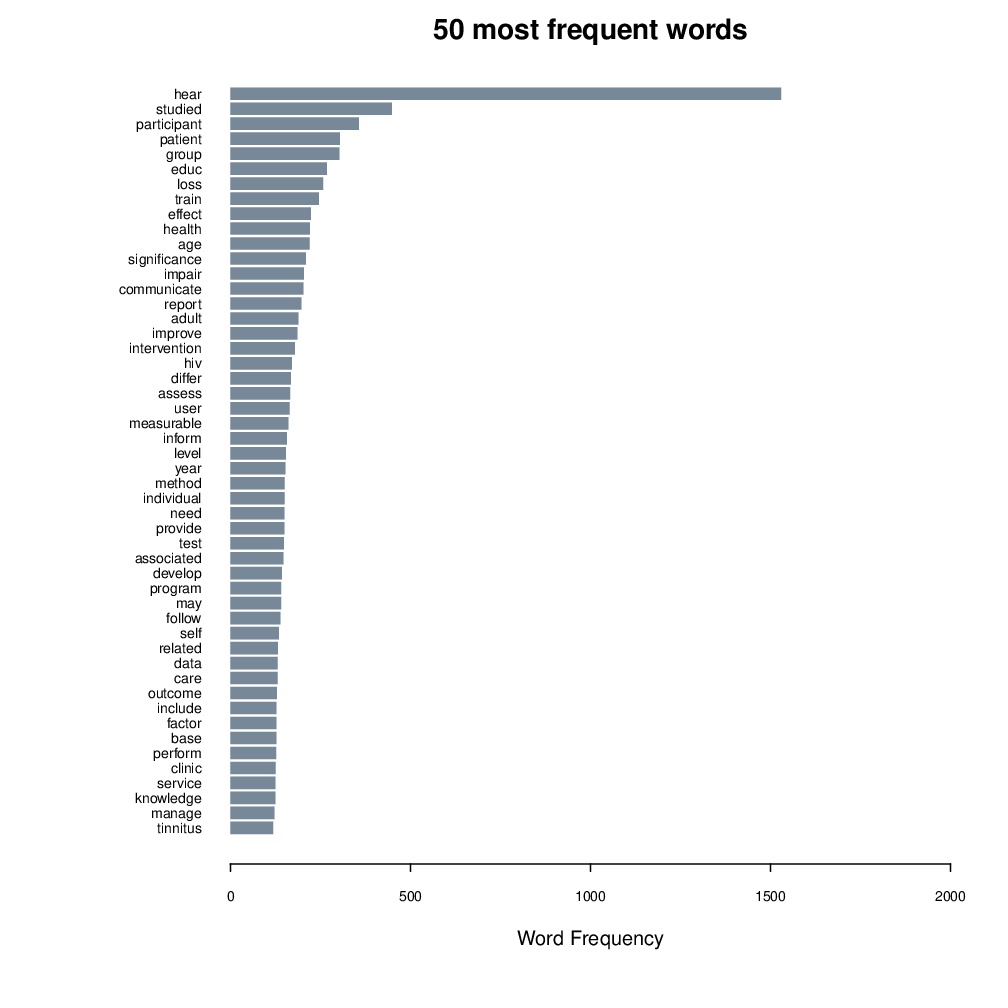 50 most frequent words
hear
studied
participant
patient
group
educ
loss
train
effect
health
age
significance
impair
communicate
report
adult
improve
intervention
hiv
differ
assess
user
measurable
inform
level
year
method
individual
need
provide
test
associated
develop
program
may
follow
self
related
data
care
outcome
include
factor
base
perform
clinic
service
knowledge
manage
tinnitus
0 500 1000 1500 2000
Word Frequency